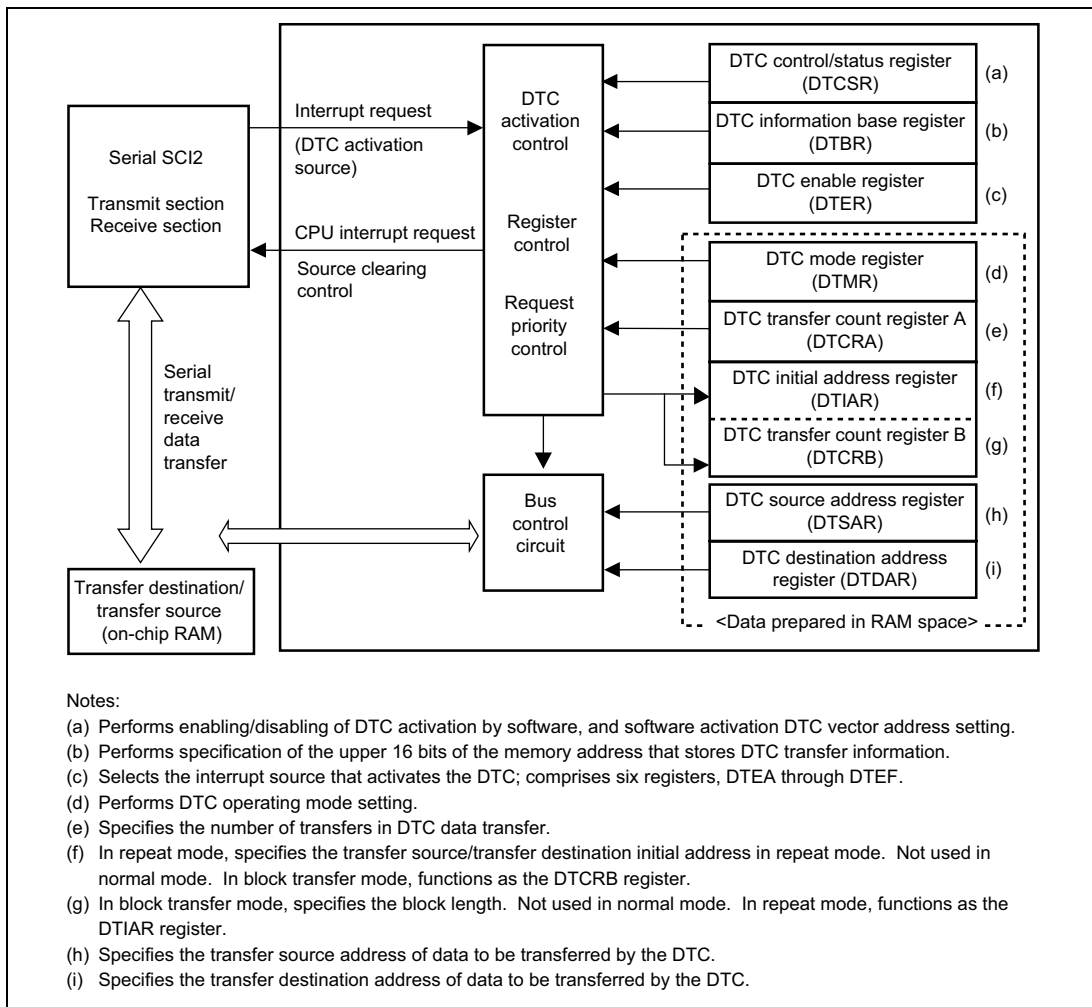 Serial SCI2
Transmit section
Receive section
Interrupt request
(DTC activation
source)
CPU interrupt request
Source clearing
control
Serial
transmit/
receive
data
transfer
Transfer destination/
transfer source
(on-chip RAM)
DTC
activation
control
Register
control
Request
priority
control
Bus
control
circuit
DTC control/status register
(DTCSR)
(a)
DTC information base register
(DTBR)
(b)
DTC enable register
(DTER)
(c)
DTC mode register
(DTMR)
(d)
DTC transfer count register A
(DTCRA)
(e)
DTC initial address register
(DTIAR)
(f)
DTC transfer count register B
(DTCRB)
(g)
DTC source address register
(DTSAR)
(h)
DTC destination address
register (DTDAR)
(i)
<Data prepared in RAM space>
Notes:
(a) Performs enabling/disabling of DTC activation by software, and software activation DTC vector address setting.
(b) Performs specification of the upper 16 bits of the memory address that stores DTC transfer information.
(c) Selects the interrupt source that activates the DTC; comprises six registers, DTEA through DTEF.
(d) Performs DTC operating mode setting.
(e) Specifies the number of transfers in DTC data transfer.
(f) In repeat mode, specifies the transfer source/transfer destination initial address in repeat mode. Not used in
normal mode. In block transfer mode, functions as the DTCRB register.
(g) In block transfer mode, specifies the block length. Not used in normal mode. In repeat mode, functions as the
DTIAR register.
(h) Specifies the transfer source address of data to be transferred by the DTC.
(i) Specifies the transfer destination address of data to be transferred by the DTC.